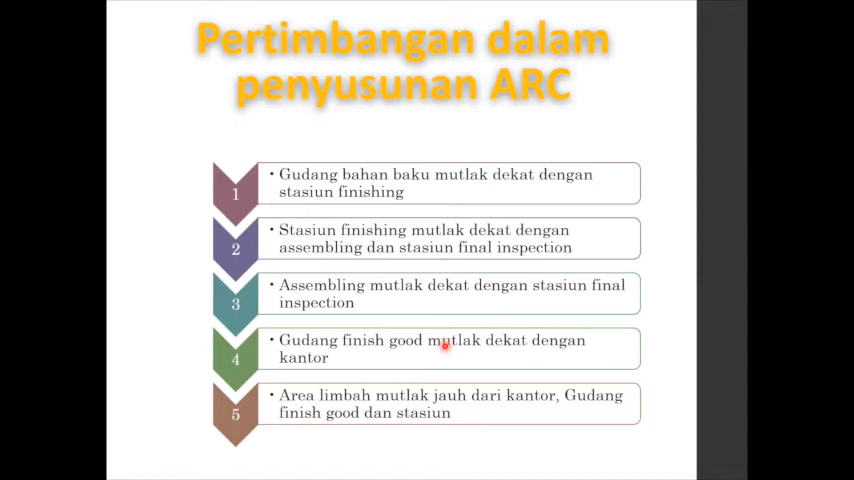 Pertimbangan dalam
penyusunan ARC
1
• Gudang bahan baku mutlak dekat dengan
stasiun finishing
2
• Stasiun finishing mutlak dekat dengan
assembling dan stasiun final inspection
3
• Assembling mutlak dekat dengan stasiun final
inspection
4
• Gudang finish good mutlak dekat dengan
kantor
5
• Area limbah mutlak jauh dari kantor, Gudang
finish good dan stasiun